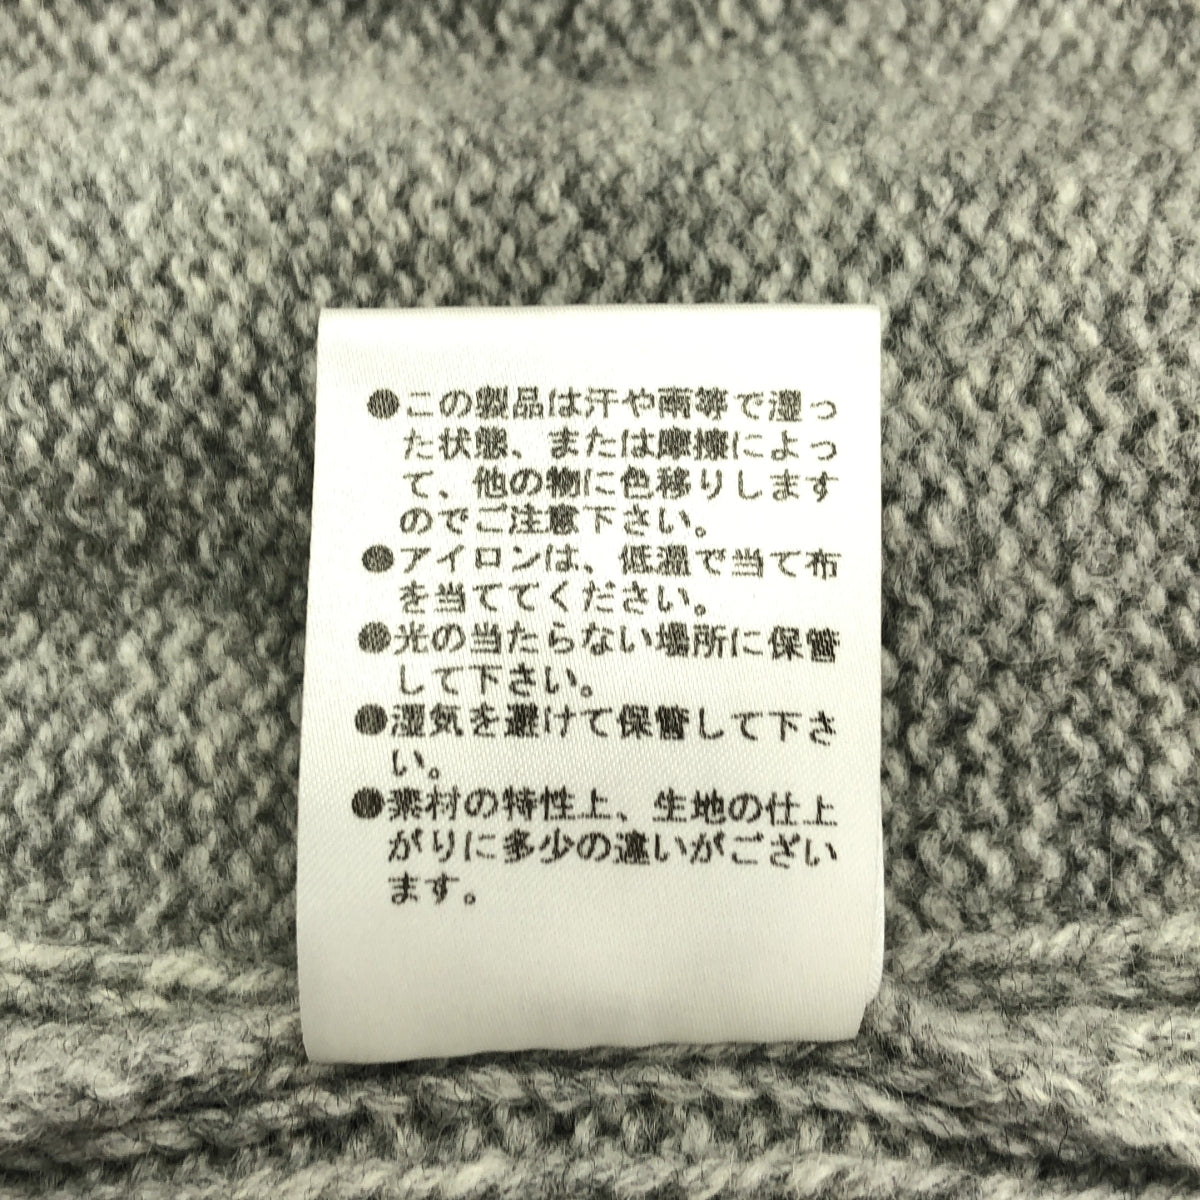 ●この製品は汗や雨等で湿っ
た状態、または摩擦によっ
て、他の物に色移りします
のでご注意下さい。
●アイロンは、低温で当て布
を当ててください。
●光の当たらない場所に保管
して下さい。
●湿気を避けて保管して下さ
い。
●素材の特性上、生地の仕上
がりに多少の違いがござい
ます。